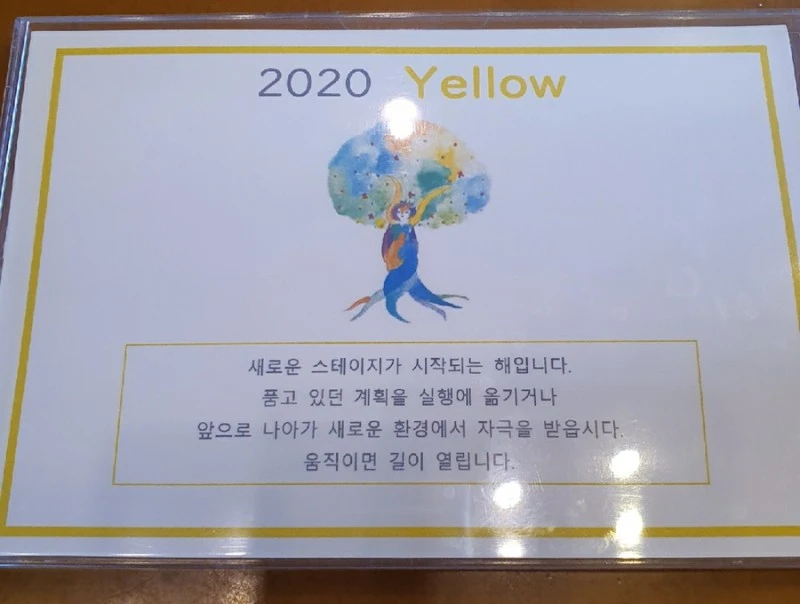 2020 Yellow
새로운 스테이지가 시작되는 해입니다.
품고 있던 계획을 실행에 옮기거나
앞으로 나아가 새로운 환경에서 자극을 받읍시다.
움직이면 길이 열립니다.